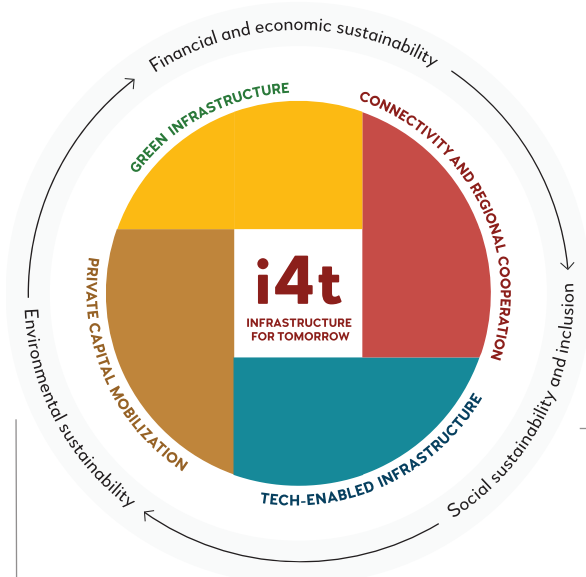 Financial and economic sustainability
GREEN INFRASTRUCTURE
CONNECTIVITY AND REGIONAL COOPERATION
i4t
INFRASTRUCTURE
FOR TOMORROW
PRIVATE CAPITAL MOBILIZATION
TECH-ENABLED INFRASTRUCTURE
Environmental sustainability
Social sustainability and inclusion